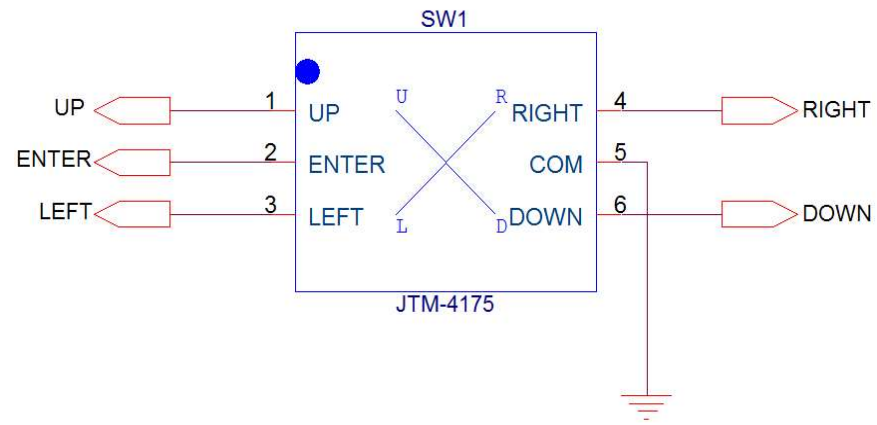 SW1
U R
UP 1 UP RIGHT 4 RIGHT
ENTER 2 ENTER COM 5
LEFT 3 LEFT DOWN 6 DOWN
L D
JTM-4175